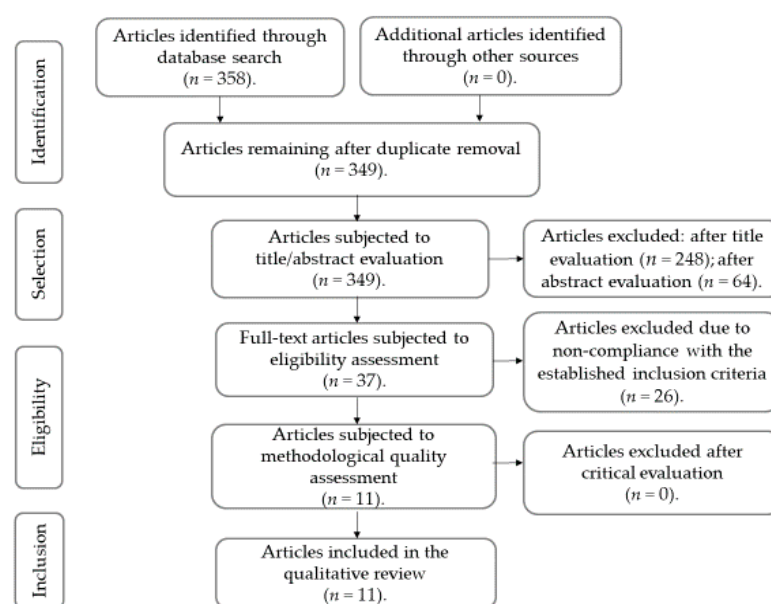 Identification
Articles identified through
database search
(n = 358).
Additional articles identified
through other sources
(n = 0).
Articles remaining after duplicate removal
(n = 349).
Selection
Articles subjected to
title/abstract evaluation
(n = 349).
Articles excluded: after title
evaluation (n = 248); after
abstract evaluation (n = 64).
Eligibility
Full-text articles subjected to
eligibility assessment
(n = 37).
Articles excluded due to
non-compliance with the
established inclusion criteria
(n = 26).
Articles subjected to
methodological quality
assessment
(n = 11).
Articles excluded after
critical evaluation
(n = 0).
Inclusion
Articles included in the
qualitative review
(n = 11).